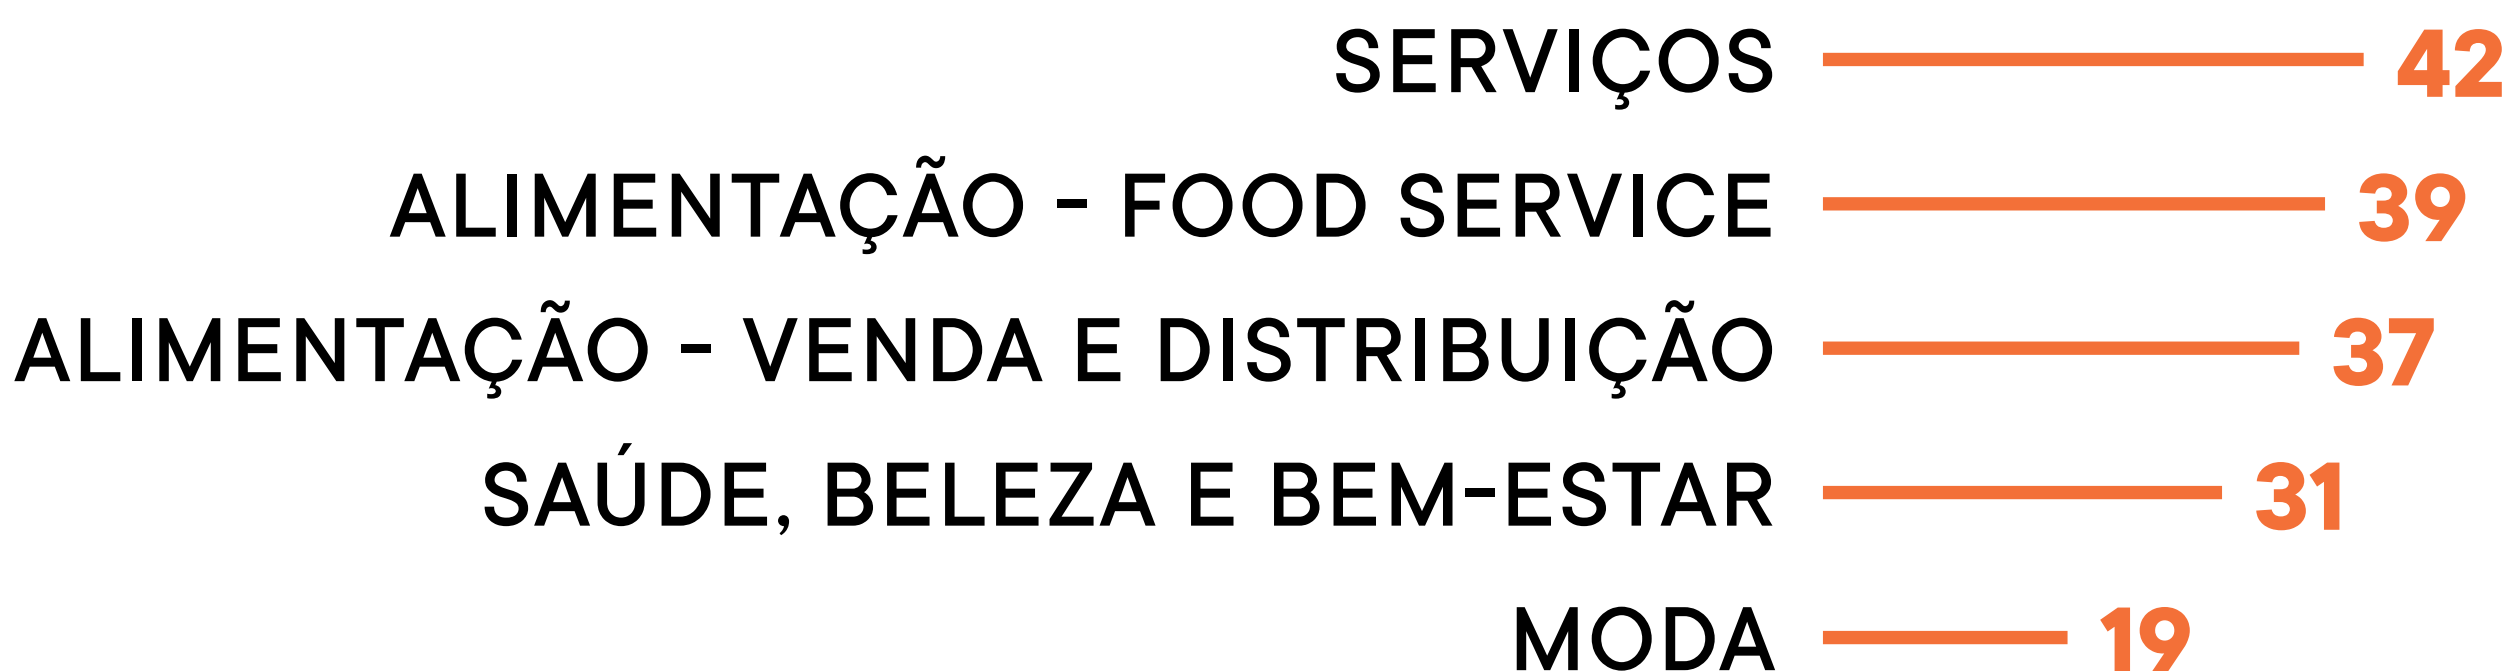 SERVIÇOS 42
ALIMENTAÇÃO - FOOD SERVICE 39
ALIMENTAÇÃO - VENDA E DISTRIBUIÇÃO 37
SAÚDE, BELEZA E BEM-ESTAR 31
MODA 19